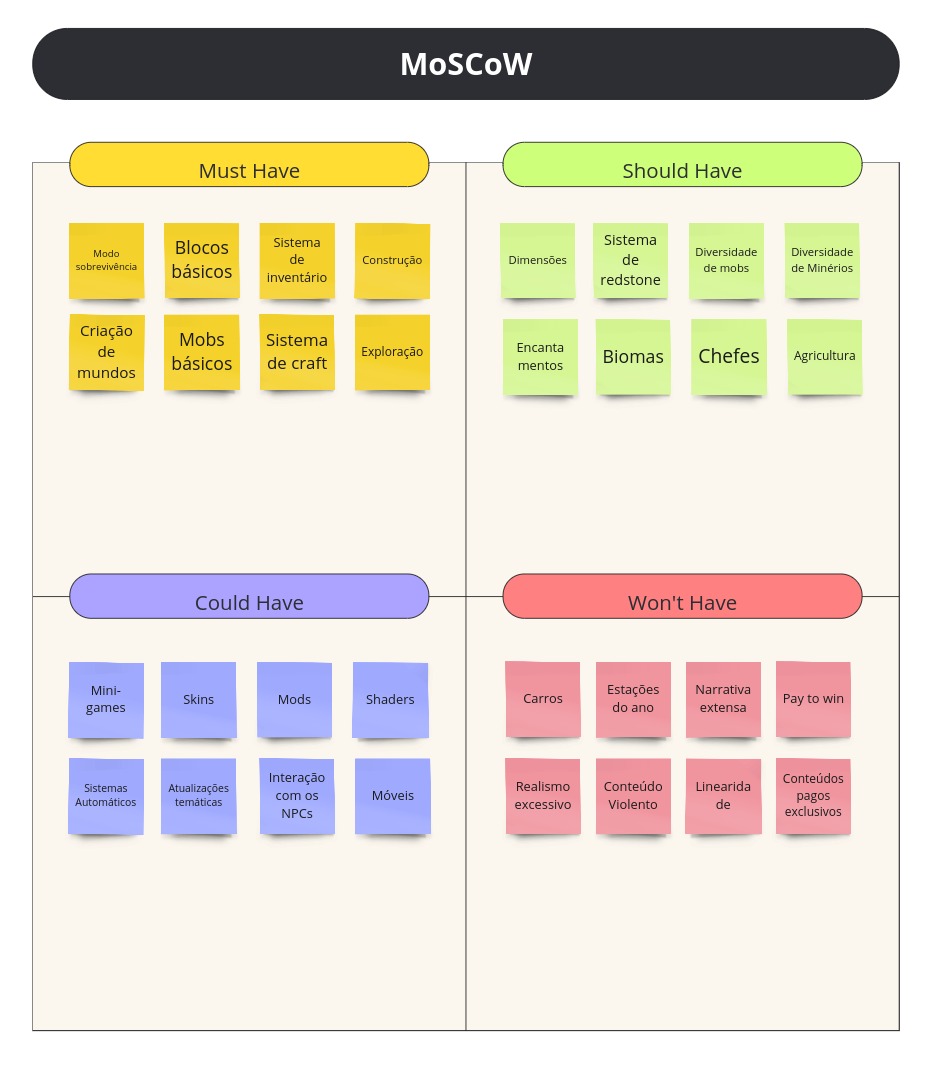 MoSCoW
Must Have
Modo
sobrevivência
Blocos
básicos
Sistema
de
inventário
Construção
Criação
de
mundos
Mobs
básicos
Sistema
de craft
Exploração
Should Have
Dimensões
Sistema
de
redstone
Diversidade
de mobs
Diversidade
de Minérios
Encanta
mentos
Biomas
Chefes
Agricultura
Could Have
Mini-
games
Skins
Mods
Shaders
Sistemas
Automáticos
Atualizações
temáticas
Interação
com os
NPCs
Móveis
Won't Have
Carros
Estações
do ano
Narrativa
extensa
Pay to win
Realismo
excessivo
Conteúdo
Violento
Linearida
de
Conteúdos
pagos
exclusivos